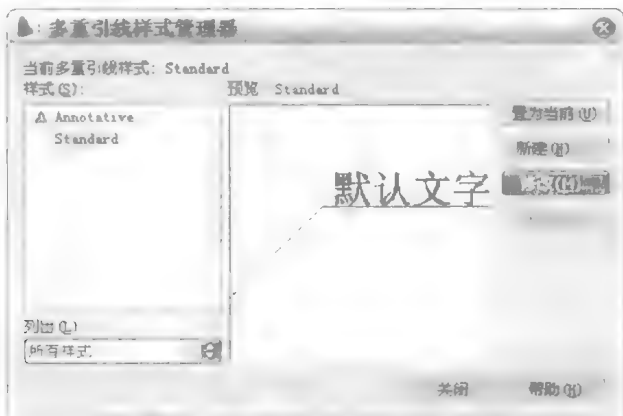 多重引线样式管理器
当前多重引线样式: Standard
样式(S):
预览 Standard
Annotative
Standard
默认文字
置为当前(U)
新建(N)
修改(M)...
列出(L)
所有样式
关闭
帮助(H)